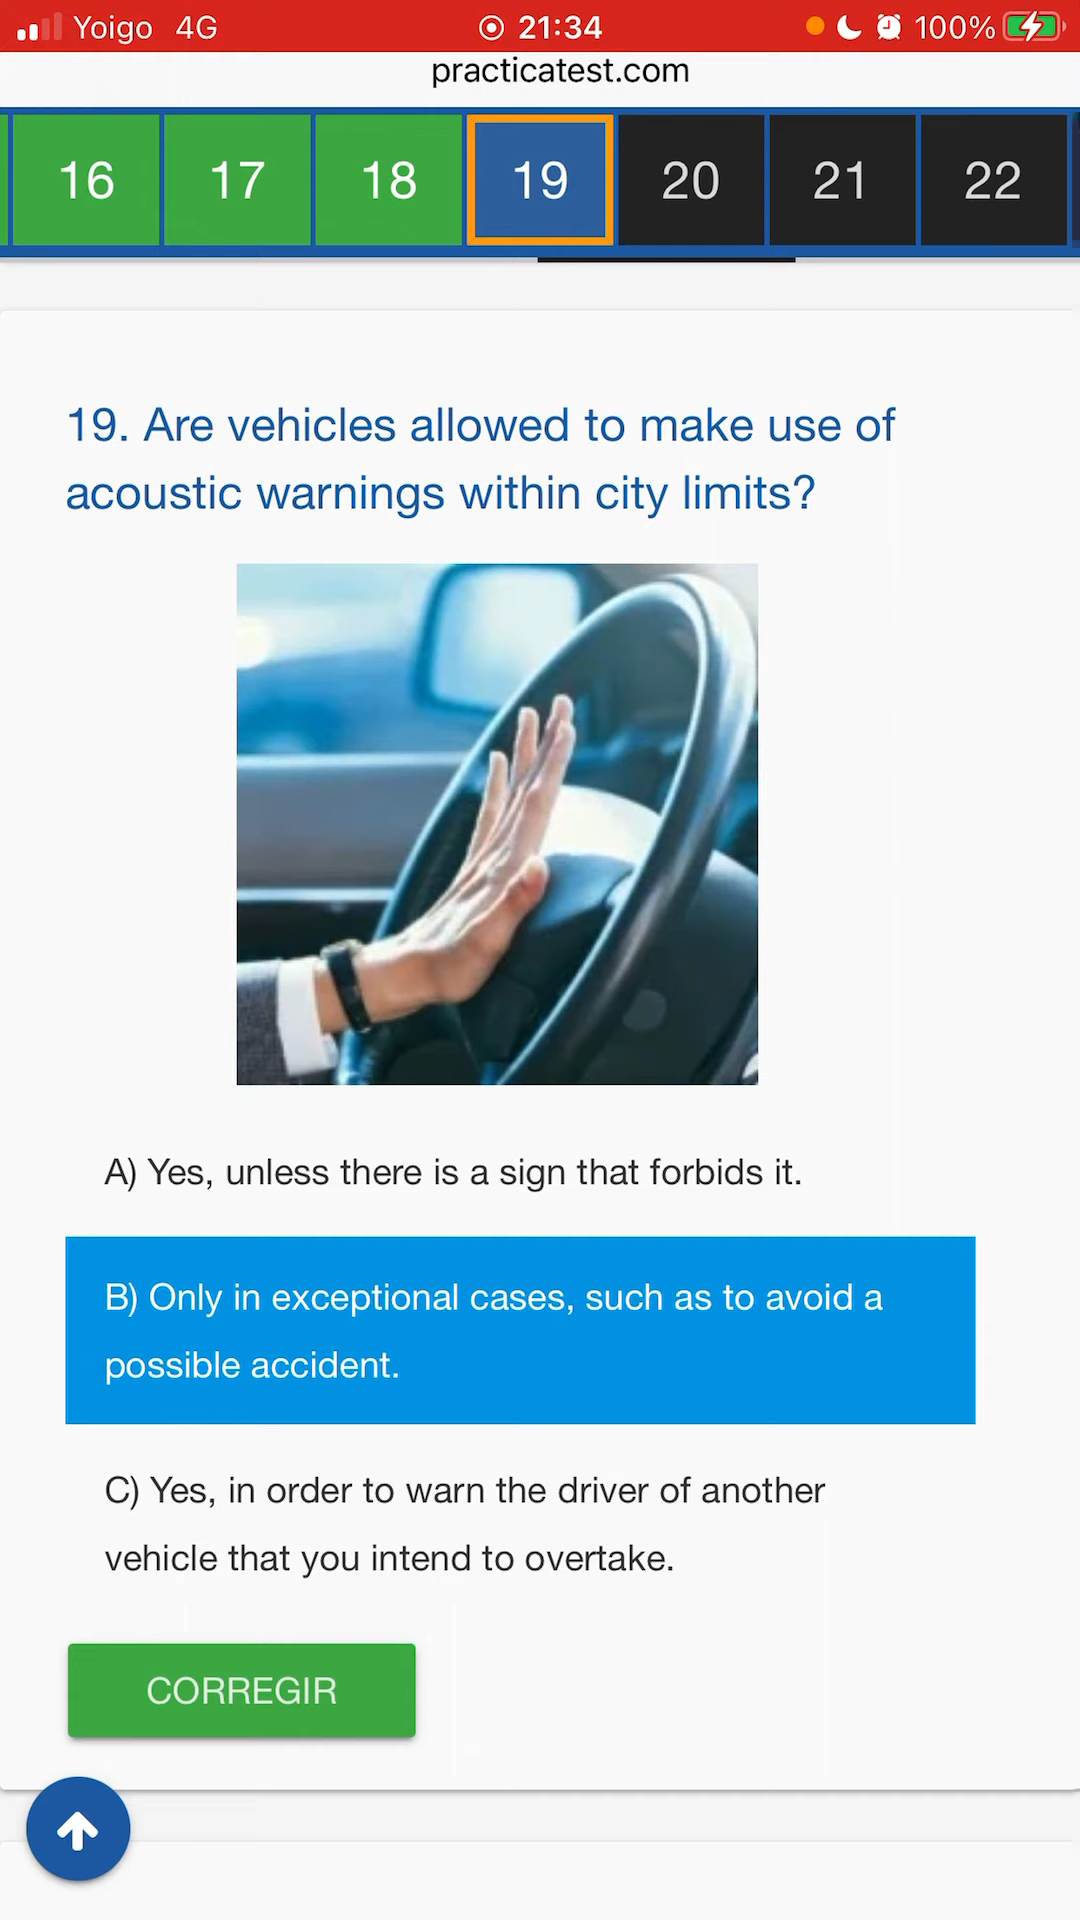 Yoigo 4G 21:34 100%
practicatest.com
16 17 18 19 20 21 22
19. Are vehicles allowed to make use of
acoustic warnings within city limits?
A) Yes, unless there is a sign that forbids it.
B) Only in exceptional cases, such as to avoid a
possible accident.
C) Yes, in order to warn the driver of another
vehicle that you intend to overtake.
CORREGIR